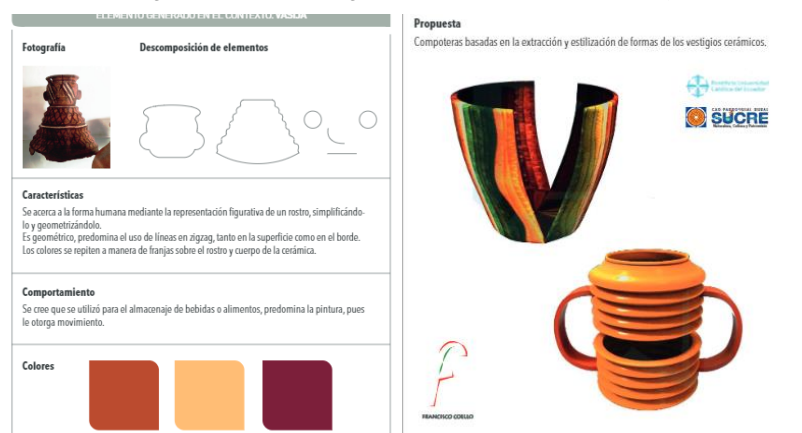 ELEMENTO GENERADO EN EL CONTEXTO: VASIJA
Fotografía
Descomposición de elementos
Características
Se acerca a la forma humana mediante la representación figurativa de un rostro, simplificándo-
lo y geometrizándolo.
Es geométrico, predomina el uso de líneas en zigzag, tanto en la superficie como en el borde.
Los colores se repiten a manera de franjas sobre el rostro y cuerpo de la cerámica.
Comportamiento
Se cree que se utilizó para el almacenaje de bebidas o alimentos, predomina la pintura, pues
le otorga movimiento.
Colores
Propuesta
Compoteras basadas en la extracción y estilización de formas de los vestigios cerámicos.
Pontificia Universidad
Católica del Ecuador
GAD PARROQUIAL RURAL
SUCRE
FRANCISCO COELLO